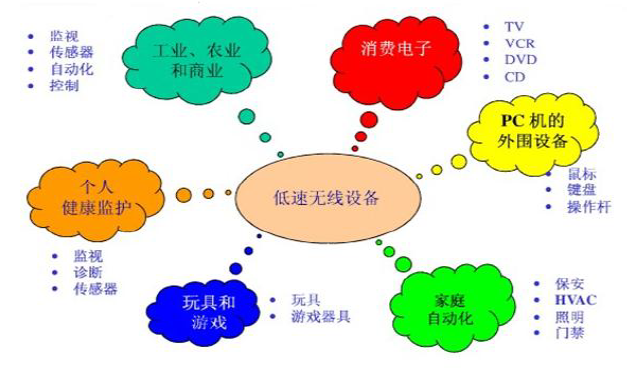 监视
传感器
自动化
控制
工业、农业
和商业
消费电子
TV
VCR
DVD
CD
PC 机的
外围设备
鼠标
键盘
操作杆
个人
健康监护
低速无线设备
监视
诊断
传感器
玩具和
游戏
玩具
游戏器具
家庭
自动化
保安
HVAC
照明
门禁